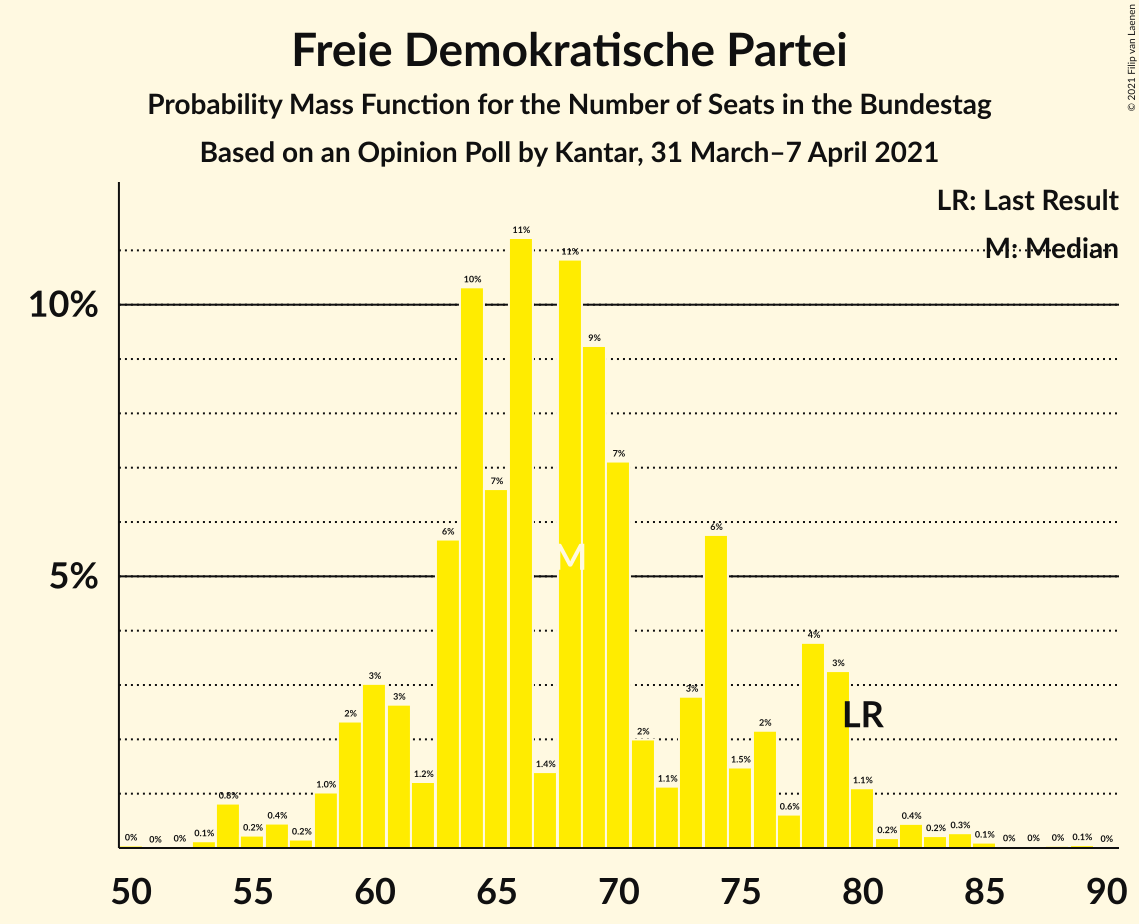 © 2021 Filip van Laenen
Freie Demokratische Partei
Probability Mass Function for the Number of Seats in the Bundestag
Based on an Opinion Poll by Kantar, 31 March–7 April 2021
LR: Last Result
M: Median
10%
5%
0% 0% 0% 0.1% 0.8% 0.2% 0.4% 0.2% 1.0% 2% 3% 3% 1.2% 6% 10% 7% 11% 1.4% 11% 9% 7% 2% 1.1% 3% 6% 1.5% 2% 0.6% 4% 3% 1.1% 0.2% 0.4% 0.2% 0.3% 0.1% 0% 0% 0% 0.1% 0%
M
LR
50 55 60 65 70 75 80 85 90